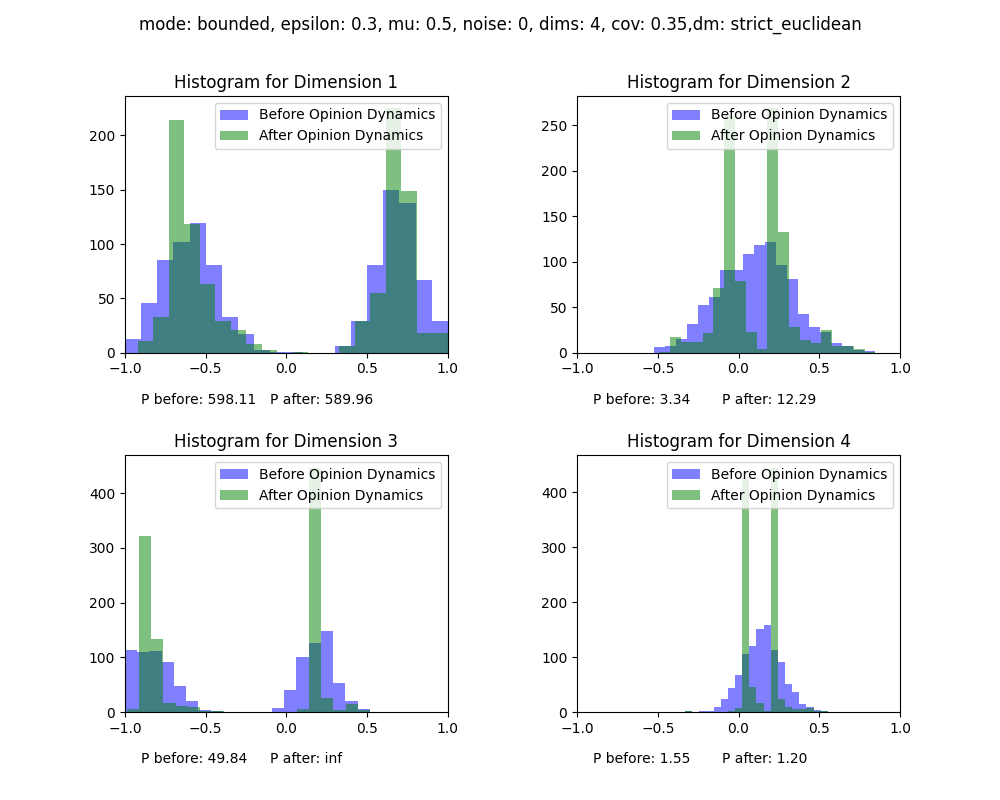 mode: bounded, epsilon: 0.3, mu: 0.5, noise: 0, dims: 4, cov: 0.35,dm: strict_euclidean
Histogram for Dimension 1
Before Opinion Dynamics
After Opinion Dynamics
200
150
100
50
0
−1.0 −0.5 0.0 0.5 1.0
P before: 598.11 P after: 589.96
Histogram for Dimension 2
Before Opinion Dynamics
After Opinion Dynamics
250
200
150
100
50
0
−1.0 −0.5 0.0 0.5 1.0
P before: 3.34 P after: 12.29
Histogram for Dimension 3
Before Opinion Dynamics
After Opinion Dynamics
400
300
200
100
0
−1.0 −0.5 0.0 0.5 1.0
P before: 49.84 P after: inf
Histogram for Dimension 4
Before Opinion Dynamics
After Opinion Dynamics
400
300
200
100
0
−1.0 −0.5 0.0 0.5 1.0
P before: 1.55 P after: 1.20